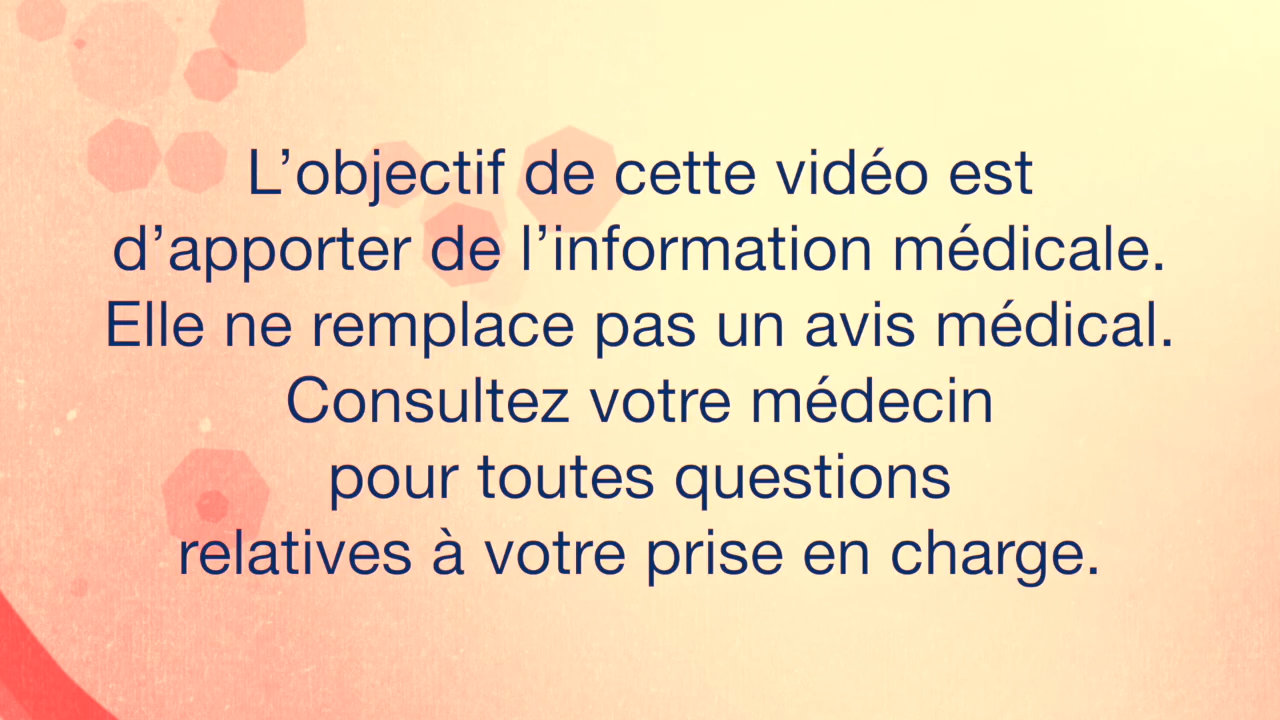 L’objectif de cette vidéo est
d’apporter de l’information médicale.
Elle ne remplace pas un avis médical.
Consultez votre médecin
pour toutes questions
relatives à votre prise en charge.